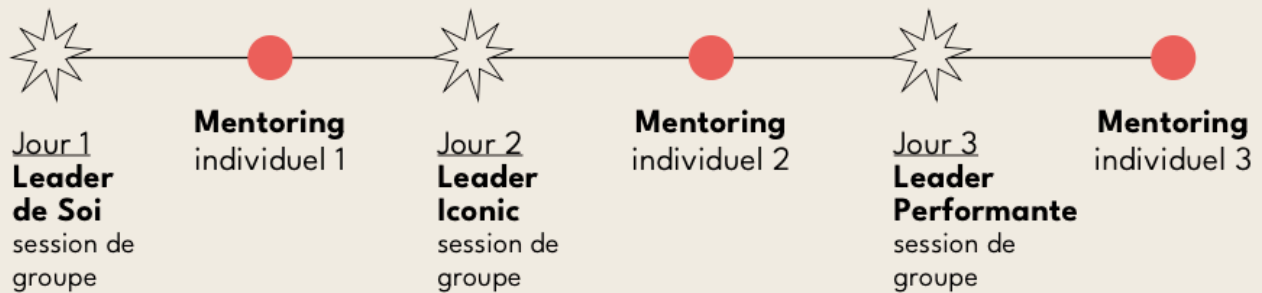 Jour 1
Leader
de Soi
session de
groupe
Mentoring
individuel 1
Jour 2
Leader
Iconic
session de
groupe
Mentoring
individuel 2
Jour 3
Leader
Performante
session de
groupe
Mentoring
individuel 3